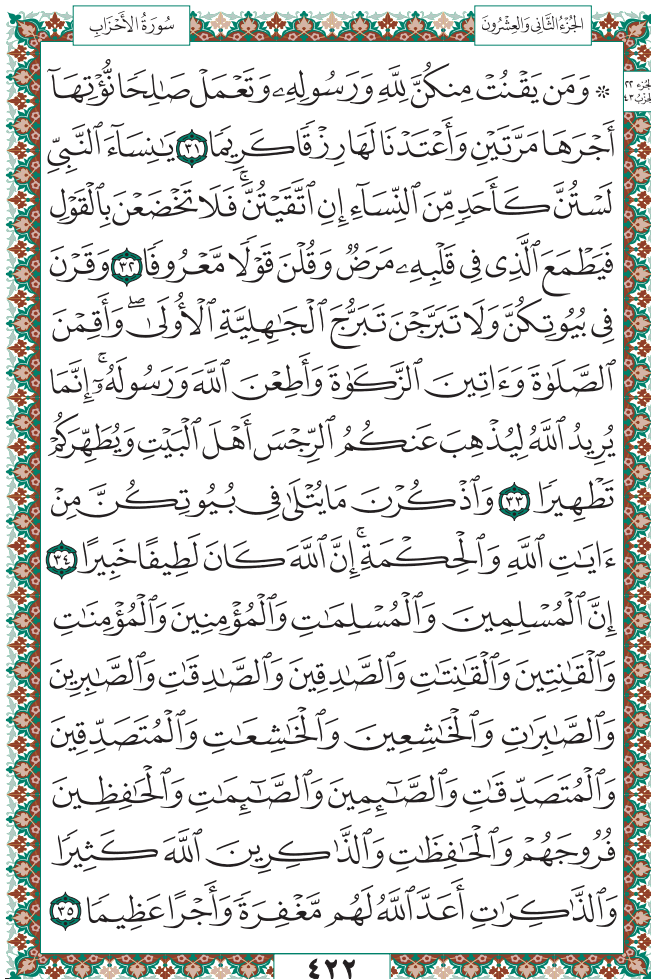 الجُزْءُ الثَّانِي وَالعِشْرُونَ
سُورَةُ الأَحْزَابِ
الجزء ٢٢
الحزب ٤٣
۞ وَمَن يَقْنُتْ مِنكُنَّ لِلَّهِ وَرَسُولِهِۦ وَتَعْمَلْ صَٰلِحًا نُّؤْتِهَآ
أَجْرَهَا مَرَّتَيْنِ وَأَعْتَدْنَا لَهَا رِزْقًا كَرِيمًا ٣١ يَٰنِسَآءَ ٱلنَّبِيِّ
لَسْتُنَّ كَأَحَدٍ مِّنَ ٱلنِّسَآءِ إِنِ ٱتَّقَيْتُنَّۚ فَلَا تَخْضَعْنَ بِٱلْقَوْلِ
فَيَطْمَعَ ٱلَّذِى فِى قَلْبِهِۦ مَرَضٌ وَقُلْنَ قَوْلًا مَّعْرُوفًا ٣٢ وَقَرْنَ
فِى بُيُوتِكُنَّ وَلَا تَبَرَّجْنَ تَبَرُّجَ ٱلْجَٰهِلِيَّةِ ٱلْأُولَىٰۖ وَأَقِمْنَ
ٱلصَّلَوٰةَ وَءَاتِينَ ٱلزَّكَوٰةَ وَأَطِعْنَ ٱللَّهَ وَرَسُولَهُۥٓۚ إِنَّمَا
يُرِيدُ ٱللَّهُ لِيُذْهِبَ عَنكُمُ ٱلرِّجْسَ أَهْلَ ٱلْبَيْتِ وَيُطَهِّرَكُمْ
تَطْهِيرًا ٣٣ وَٱذْكُرْنَ مَا يُتْلَىٰ فِى بُيُوتِكُنَّ مِنْ
ءَايَٰتِ ٱللَّهِ وَٱلْحِكْمَةِۚ إِنَّ ٱللَّهَ كَانَ لَطِيفًا خَبِيرًا ٣٤
إِنَّ ٱلْمُسْلِمِينَ وَٱلْمُسْلِمَٰتِ وَٱلْمُؤْمِنِينَ وَٱلْمُؤْمِنَٰتِ
وَٱلْقَٰنِتِينَ وَٱلْقَٰنِتَٰتِ وَٱلصَّٰدِقِينَ وَٱلصَّٰدِقَٰتِ وَٱلصَّٰبِرِينَ
وَٱلصَّٰبِرَٰتِ وَٱلْخَٰشِعِينَ وَٱلْخَٰشِعَٰتِ وَٱلْمُتَصَدِّقِينَ
وَٱلْمُتَصَدِّقَٰتِ وَٱلصَّٰٓئِمِينَ وَٱلصَّٰٓئِمَٰتِ وَٱلْحَٰفِظِينَ
فُرُوجَهُمْ وَٱلْحَٰفِظَٰتِ وَٱلذَّٰكِرِينَ ٱللَّهَ كَثِيرًا
وَٱلذَّٰكِرَٰتِ أَعَدَّ ٱللَّهُ لَهُم مَّغْفِرَةً وَأَجْرًا عَظِيمًا ٣٥
٤٢٢